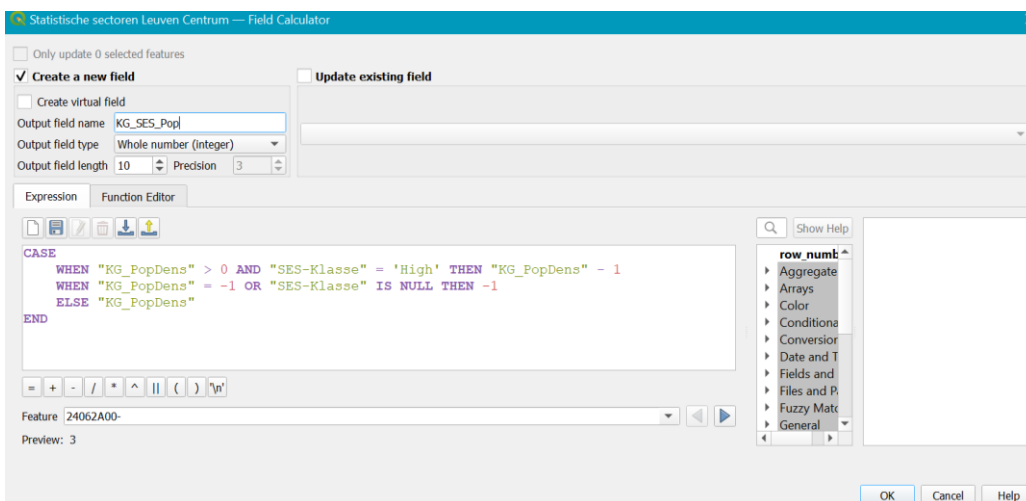 Statistische sectoren Leuven Centrum — Field Calculator
Only update 0 selected features
Create a new field
Update existing field
Create virtual field
Output field name KG_SES_Pop
Output field type Whole number (integer)
Output field length 10 Precision 3
Expression Function Editor
Show Help
CASE
WHEN "KG_PopDens" > 0 AND "SES-Klasse" = 'High' THEN "KG_PopDens" - 1
WHEN "KG_PopDens" = -1 OR "SES-Klasse" IS NULL THEN -1
ELSE "KG_PopDens"
END
row_numb
Aggregate
Arrays
Color
Conditiona
Conversion
Date and T
Fields and
Files and P
Fuzzy Matc
General
= + - / * ^ || ( ) '\n'
Feature 24062A00-
Preview: 3
OK Cancel Help